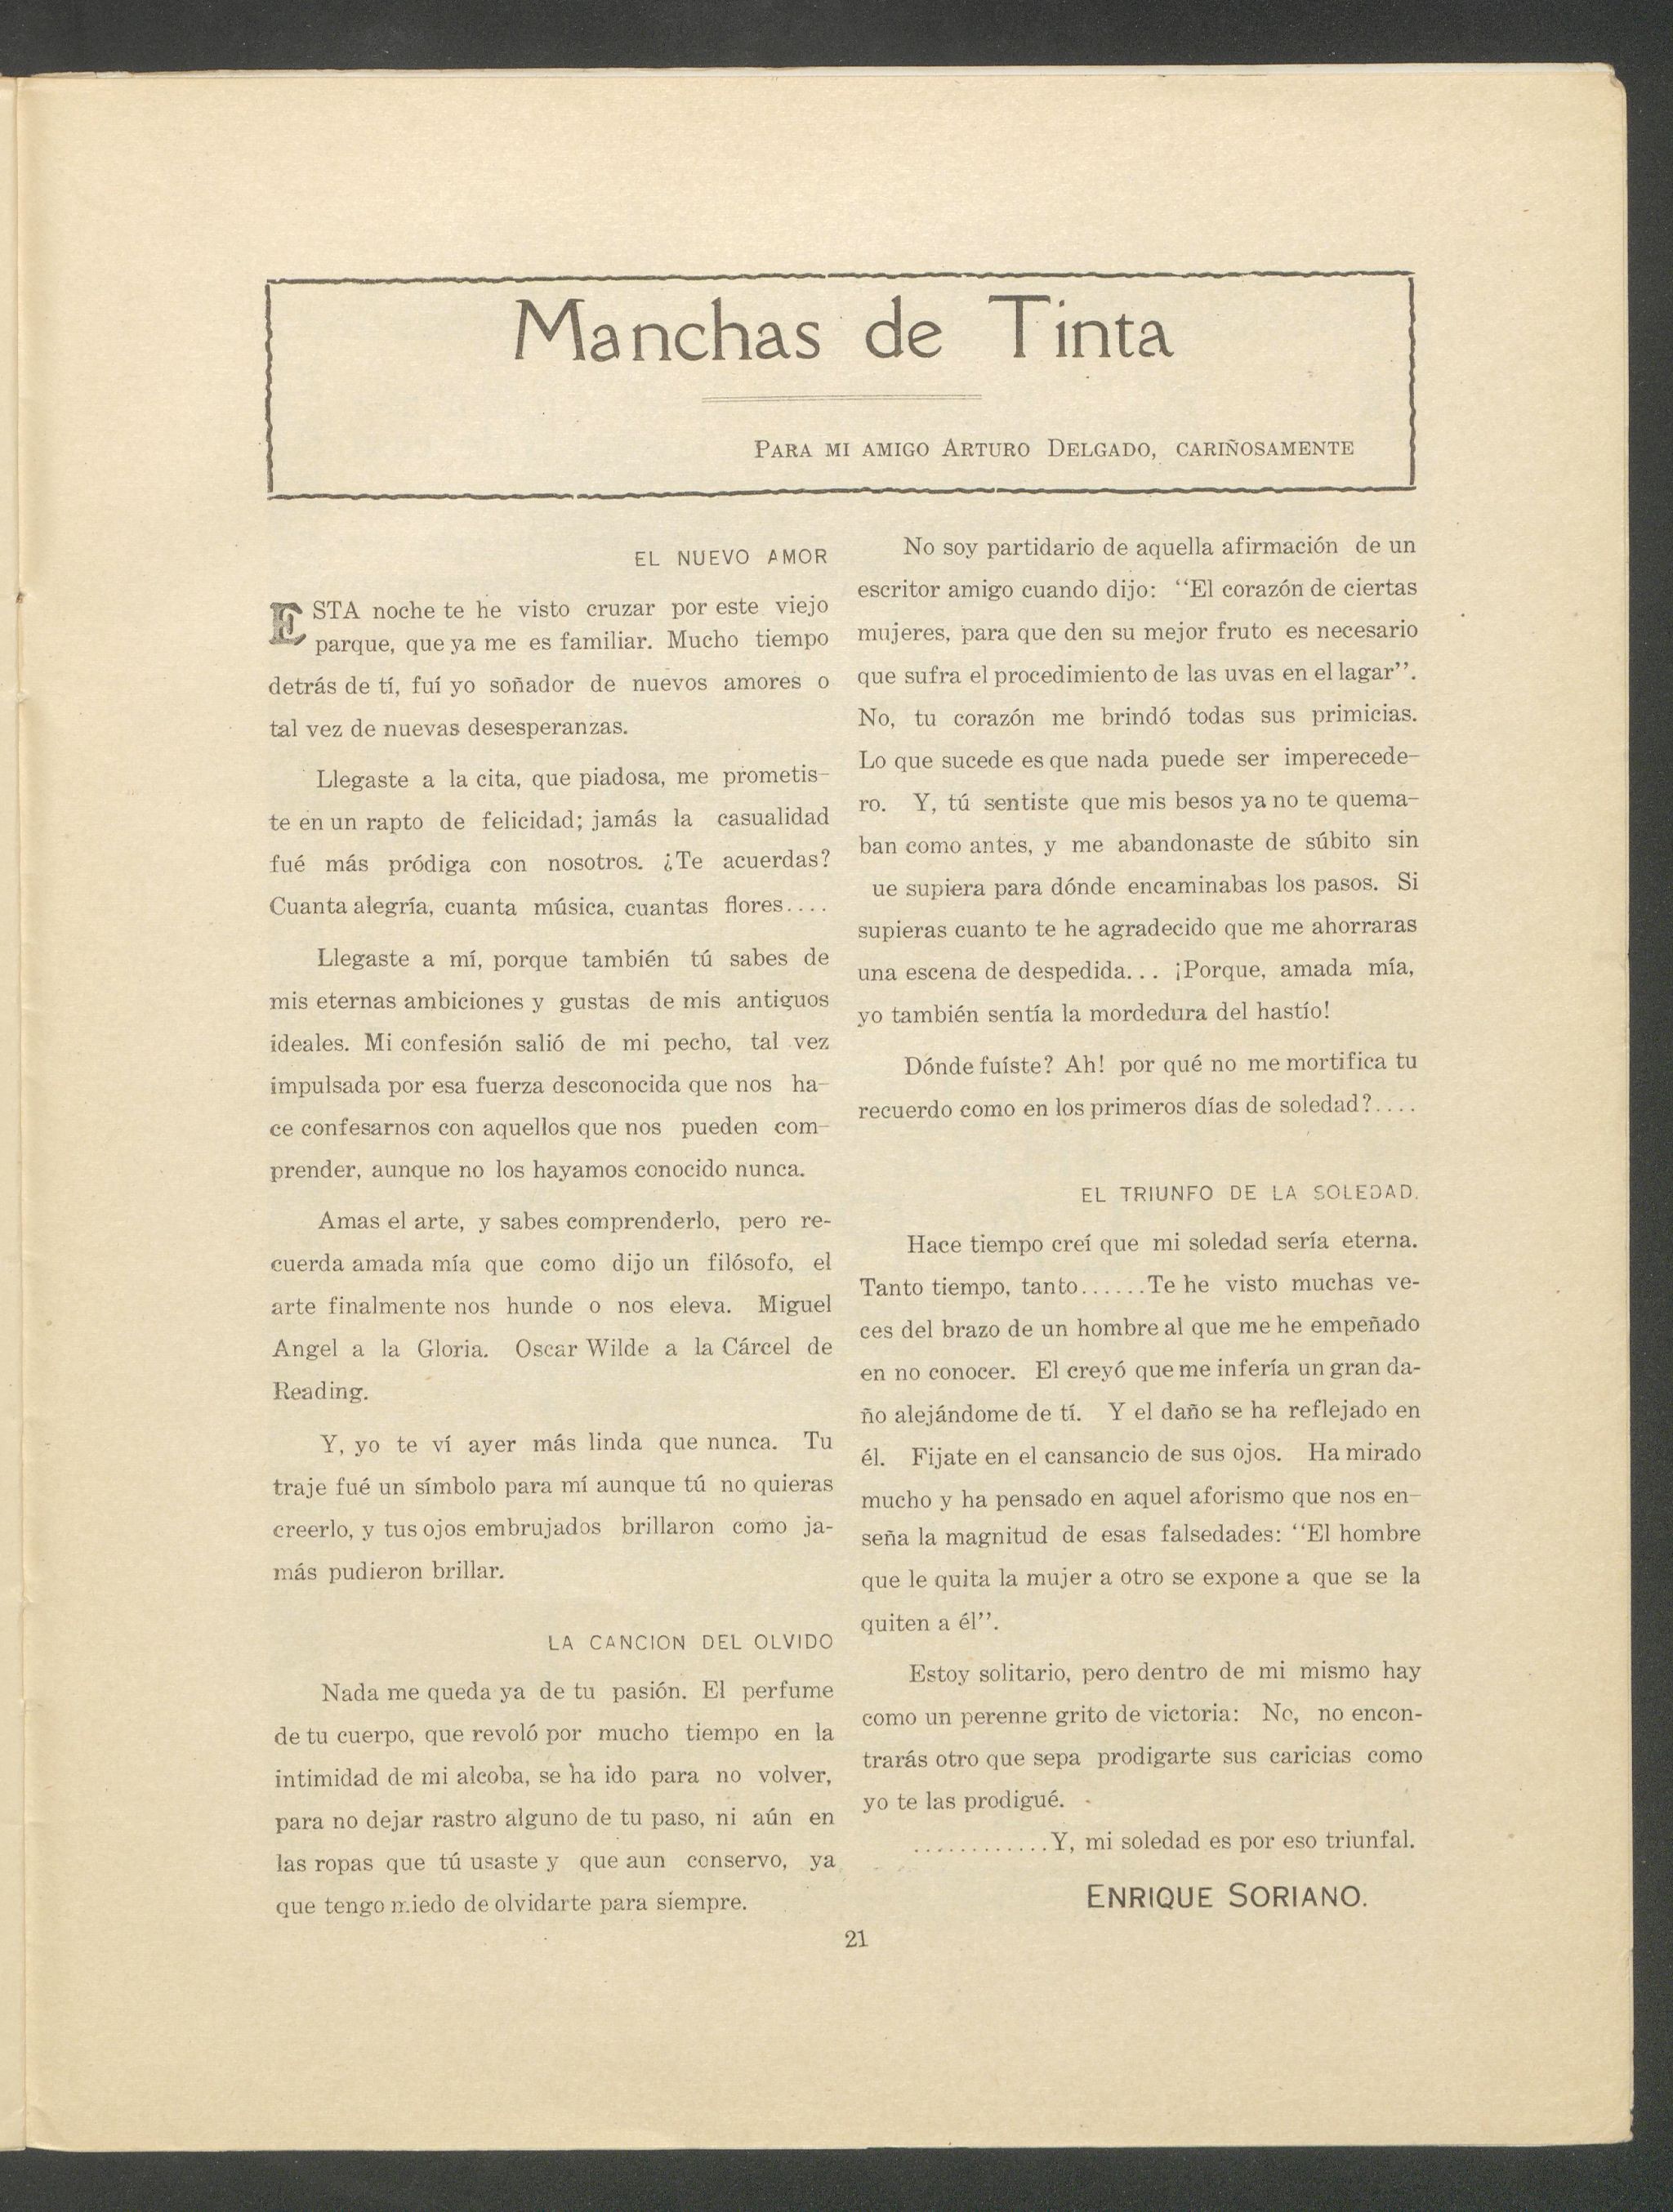 Manchas de Tinta
PARA MI AMIGO ARTURO DELGADO, CARIÑOSAMENTE
EL NUEVO AMOR
ESTA noche te he visto cruzar por este viejo
parque, que ya me es familiar. Mucho tiempo
detrás de tí, fuí yo soñador de nuevos amores o
tal vez de nuevas desesperanzas.
Llegaste a la cita, que piadosa, me prometis-
te en un rapto de felicidad; jamás la casualidad
fué más pródiga con nosotros. ¿Te acuerdas?
Cuanta alegría, cuanta música, cuantas flores....
Llegaste a mí, porque también tú sabes de
mis eternas ambiciones y gustas de mis antiguos
ideales. Mi confesión salió de mi pecho, tal vez
impulsada por esa fuerza desconocida que nos ha-
ce confesarnos con aquellos que nos pueden com-
prender, aunque no los hayamos conocido nunca.
Amas el arte, y sabes comprenderlo, pero re-
cuerda amada mía que como dijo un filósofo, el
arte finalmente nos hunde o nos eleva. Miguel
Angel a la Gloria. Oscar Wilde a la Cárcel de
Reading.
Y, yo te ví ayer más linda que nunca. Tu
traje fué un símbolo para mí aunque tú no quieras
creerlo, y tus ojos embrujados brillaron como ja-
más pudieron brillar.
LA CANCION DEL OLVIDO
Nada me queda ya de tu pasión. El perfume
de tu cuerpo, que revoló por mucho tiempo en la
intimidad de mi alcoba, se ha ido para no volver,
para no dejar rastro alguno de tu paso, ni aún en
las ropas que tú usaste y que aun conservo, ya
que tengo miedo de olvidarte para siempre.
No soy partidario de aquella afirmación de un
escritor amigo cuando dijo: "El corazón de ciertas
mujeres, para que den su mejor fruto es necesario
que sufra el procedimiento de las uvas en el lagar".
No, tu corazón me brindó todas sus primicias.
Lo que sucede es que nada puede ser imperecede-
ro. Y, tú sentiste que mis besos ya no te quema-
ban como antes, y me abandonaste de súbito sin
ue supiera para dónde encaminabas los pasos. Si
supieras cuanto te he agradecido que me ahorraras
una escena de despedida... ¡Porque, amada mía,
yo también sentía la mordedura del hastío!
Dónde fuíste? Ah! por qué no me mortifica tu
recuerdo como en los primeros días de soledad?....
EL TRIUNFO DE LA SOLEDAD.
Hace tiempo creí que mi soledad sería eterna.
Tanto tiempo, tanto......Te he visto muchas ve-
ces del brazo de un hombre al que me he empeñado
en no conocer. El creyó que me infería un gran da-
ño alejándome de tí. Y el daño se ha reflejado en
él. Fijate en el cansancio de sus ojos. Ha mirado
mucho y ha pensado en aquel aforismo que nos en-
seña la magnitud de esas falsedades: "El hombre
que le quita la mujer a otro se expone a que se la
quiten a él".
Estoy solitario, pero dentro de mi mismo hay
como un perenne grito de victoria: No, no encon-
trarás otro que sepa prodigarte sus caricias como
yo te las prodigué.
.............Y, mi soledad es por eso triunfal.
ENRIQUE SORIANO.
21